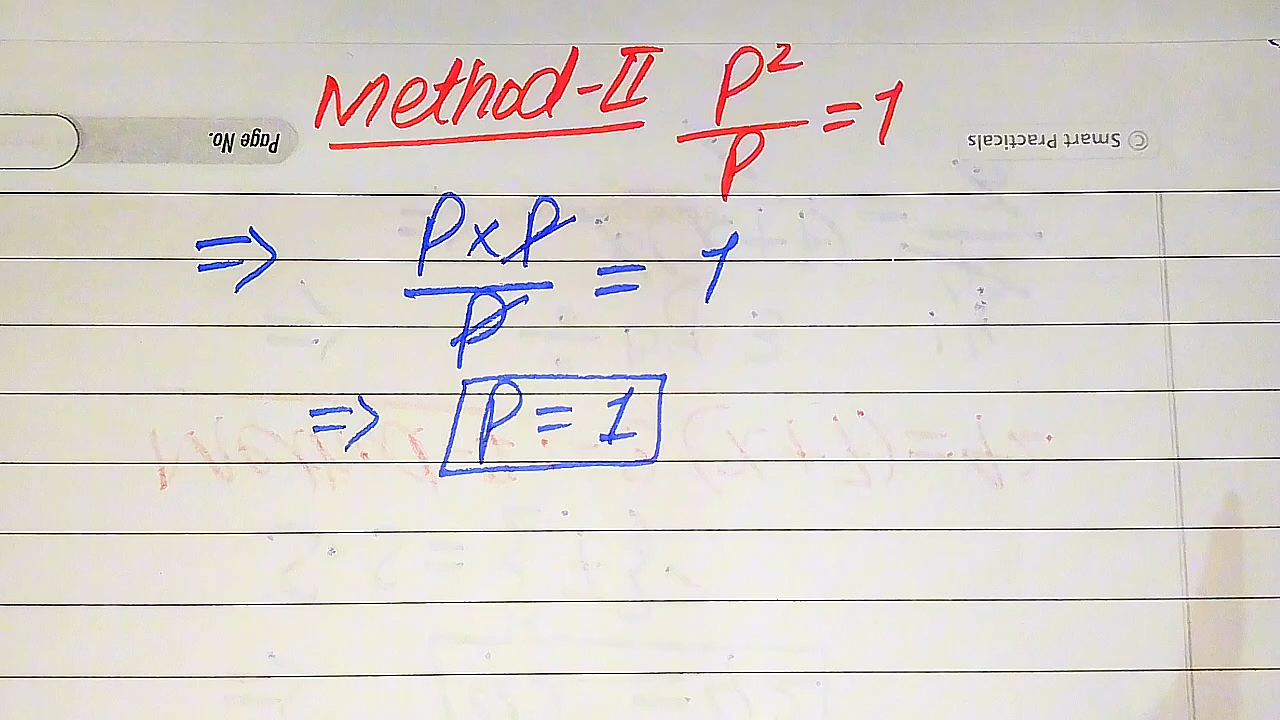 Method-II P²/P = 1
Page No.
© Smart Practicals
⇒ P×P/P = 1
⇒ P = 1